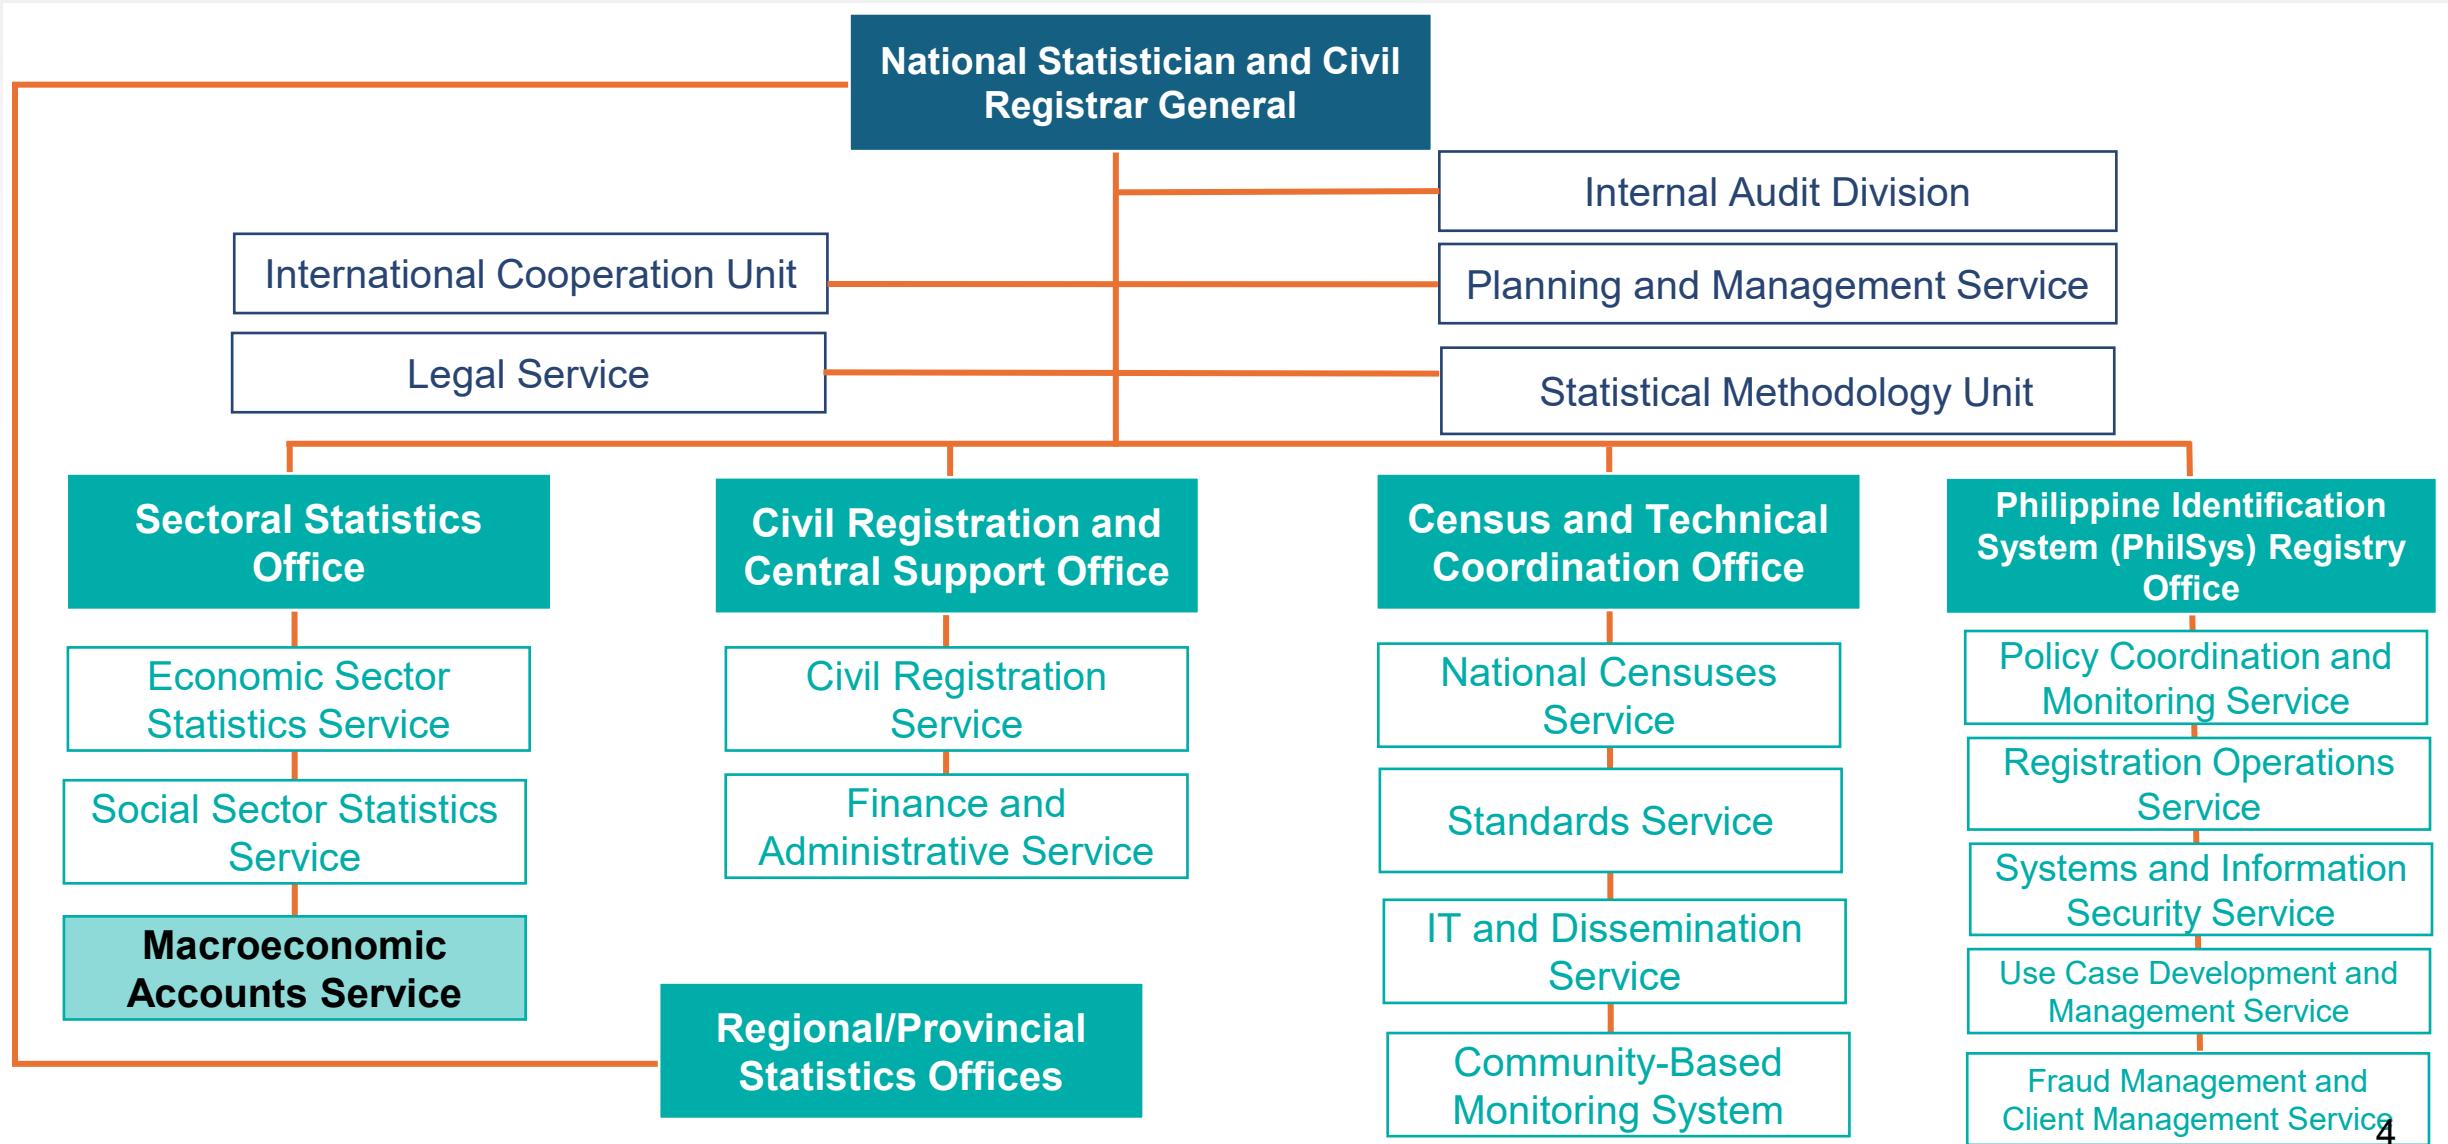 National Statistician and Civil
Registrar General
Internal Audit Division
International Cooperation Unit
Planning and Management Service
Legal Service
Statistical Methodology Unit
Sectoral Statistics
Office
Economic Sector
Statistics Service
Social Sector Statistics
Service
Macroeconomic
Accounts Service
Civil Registration and
Central Support Office
Civil Registration
Service
Finance and
Administrative Service
Regional/Provincial
Statistics Offices
Census and Technical
Coordination Office
National Censuses
Service
Standards Service
IT and Dissemination
Service
Community-Based
Monitoring System
Philippine Identification
System (PhilSys) Registry
Office
Policy Coordination and
Monitoring Service
Registration Operations
Service
Systems and Information
Security Service
Use Case Development and
Management Service
Fraud Management and
Client Management Service
4